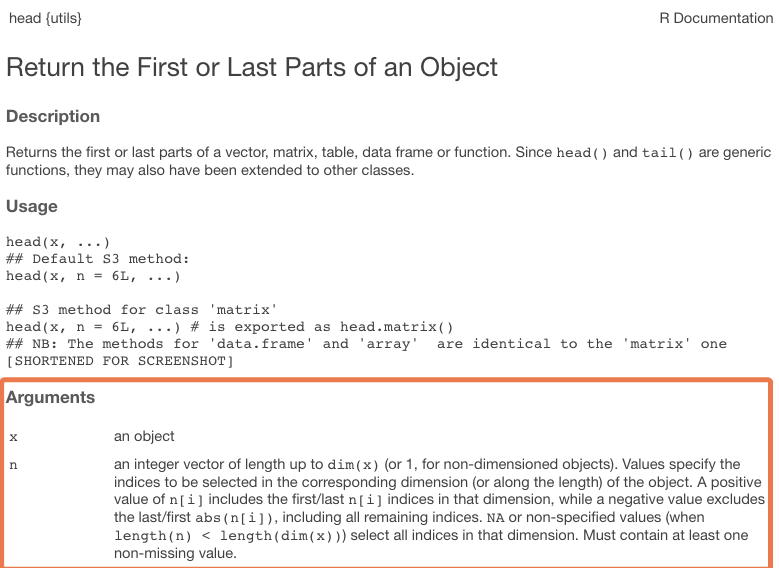 head {utils}
R Documentation
Return the First or Last Parts of an Object
Description
Returns the first or last parts of a vector, matrix, table, data frame or function. Since head() and tail() are generic
functions, they may also have been extended to other classes.
Usage
head(x, ...)
## Default S3 method:
head(x, n = 6L, ...)
## S3 method for class 'matrix'
head(x, n = 6L, ...) # is exported as head.matrix()
## NB: The methods for 'data.frame' and 'array'  are identical to the 'matrix' one
[SHORTENED FOR SCREENSHOT]
Arguments
x an object
n an integer vector of length up to dim(x) (or 1, for non-dimensioned objects). Values specify the
indices to be selected in the corresponding dimension (or along the length) of the object. A positive
value of n[i] includes the first/last n[i] indices in that dimension, while a negative value excludes
the last/first abs(n[i]), including all remaining indices. NA or non-specified values (when
length(n) < length(dim(x))) select all indices in that dimension. Must contain at least one
non-missing value.